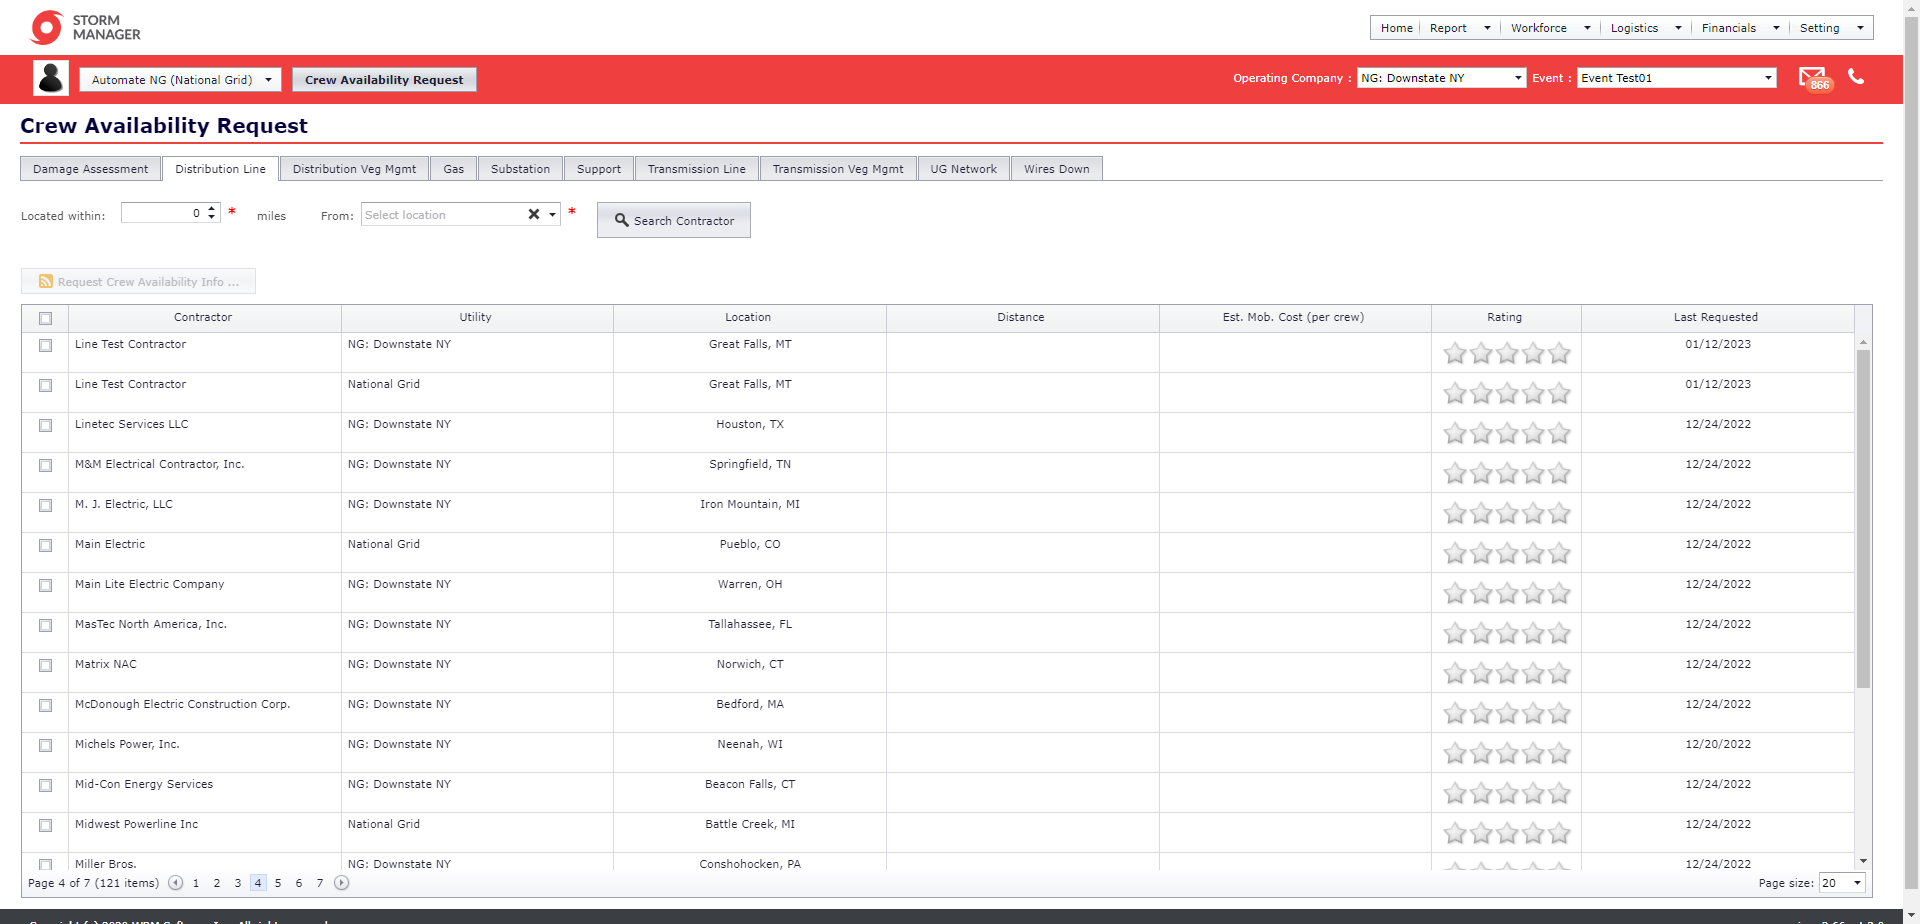 STORM
MANAGER
Home Report Workforce Logistics Financials Setting
Automate NG (National Grid) Crew Availability Request Operating Company : NG: Downstate NY Event : Event Test01 866
Crew Availability Request
Damage Assessment Distribution Line Distribution Veg Mgmt Gas Substation Support Transmission Line Transmission Veg Mgmt UG Network Wires Down
Located within: 0 * miles From: Select location * Search Contractor
Request Crew Availability Info ...
Contractor Utility Location Distance Est. Mob. Cost (per crew) Rating Last Requested
Line Test Contractor NG: Downstate NY Great Falls, MT 01/12/2023
Line Test Contractor National Grid Great Falls, MT 01/12/2023
Linetec Services LLC NG: Downstate NY Houston, TX 12/24/2022
M&M Electrical Contractor, Inc. NG: Downstate NY Springfield, TN 12/24/2022
M. J. Electric, LLC NG: Downstate NY Iron Mountain, MI 12/24/2022
Main Electric National Grid Pueblo, CO 12/24/2022
Main Lite Electric Company NG: Downstate NY Warren, OH 12/24/2022
MasTec North America, Inc. NG: Downstate NY Tallahassee, FL 12/24/2022
Matrix NAC NG: Downstate NY Norwich, CT 12/24/2022
McDonough Electric Construction Corp. NG: Downstate NY Bedford, MA 12/24/2022
Michels Power, Inc. NG: Downstate NY Neenah, WI 12/20/2022
Mid-Con Energy Services NG: Downstate NY Beacon Falls, CT 12/24/2022
Midwest Powerline Inc National Grid Battle Creek, MI 12/24/2022
Miller Bros. NG: Downstate NY Conshohocken, PA 12/24/2022
Page 4 of 7 (121 items) 1 2 3 4 5 6 7 Page size: 20